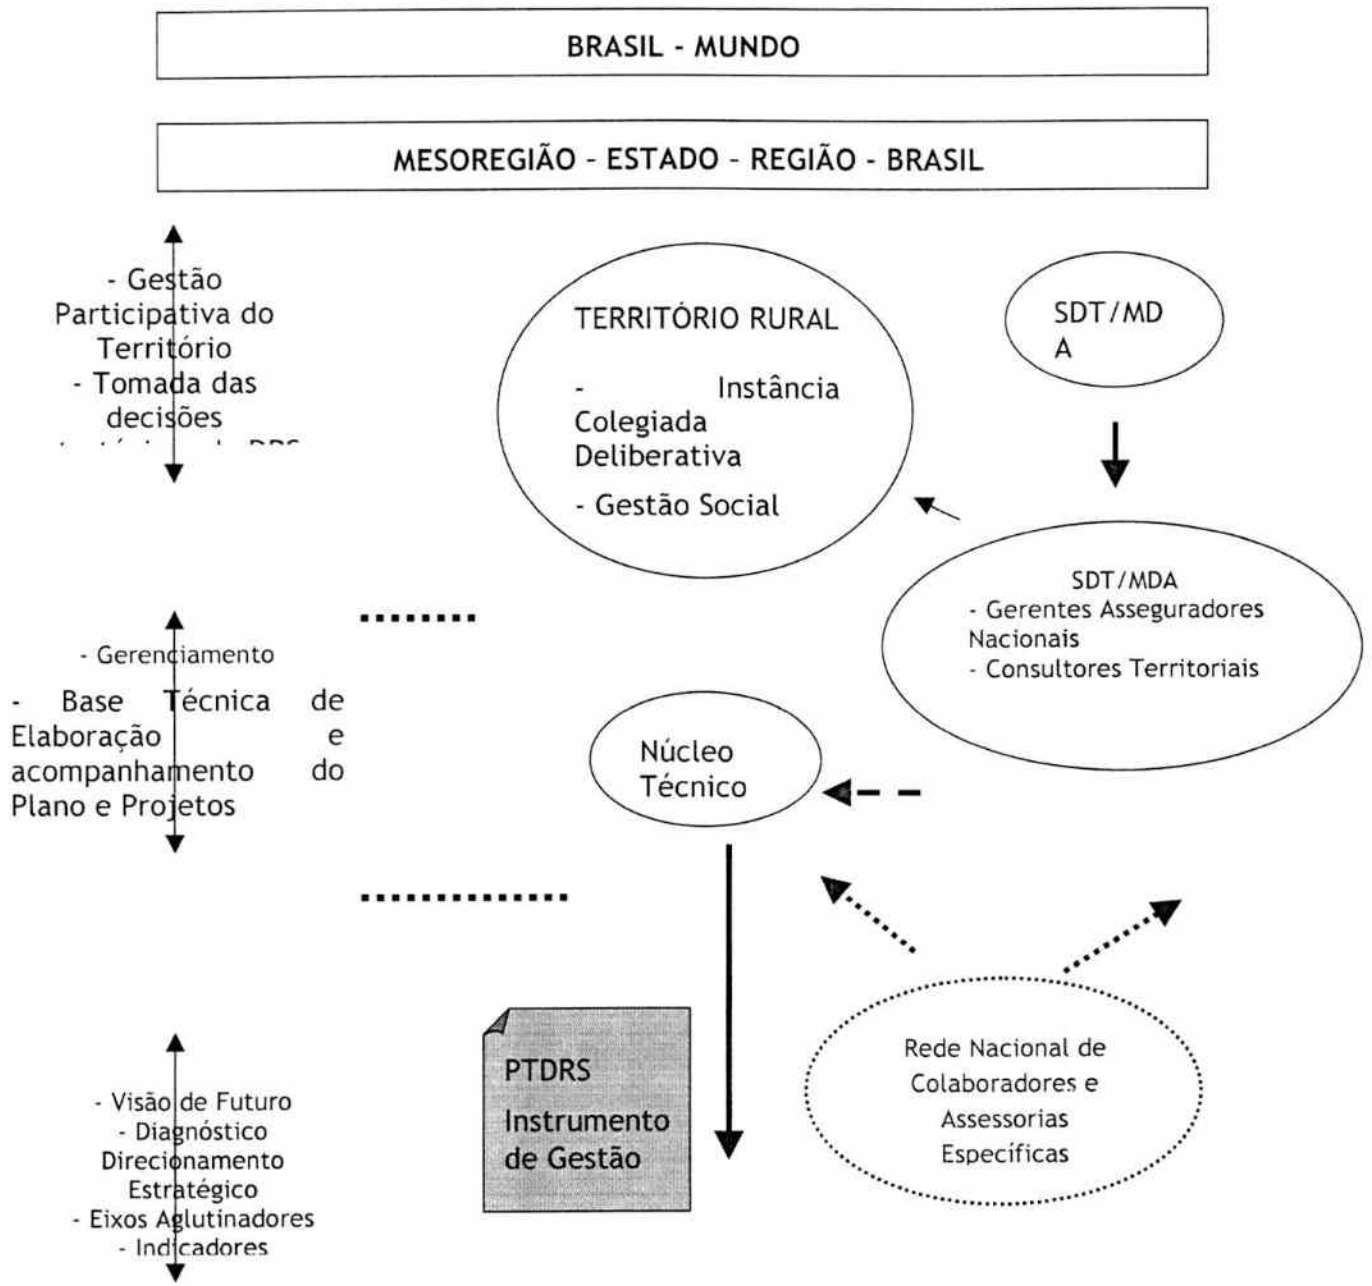 BRASIL - MUNDO
MESOREGIÃO - ESTADO - REGIÃO - BRASIL
- Gestão
Participativa do
Território
- Tomada das
decisões
TERRITÓRIO RURAL
- Instância
Colegiada
Deliberativa
- Gestão Social
SDT/MD
A
SDT/MDA
- Gerentes Asseguradores
Nacionais
- Consultores Territoriais
- Gerenciamento
- Base Técnica de
Elaboração e
acompanhamento do
Plano e Projetos
Núcleo
Técnico
- Visão de Futuro
- Diagnóstico
Direcionamento
Estratégico
- Eixos Aglutinadores
- Indicadores
PTDRS
Instrumento
de Gestão
Rede Nacional de
Colaboradores e
Assessorias
Específicas